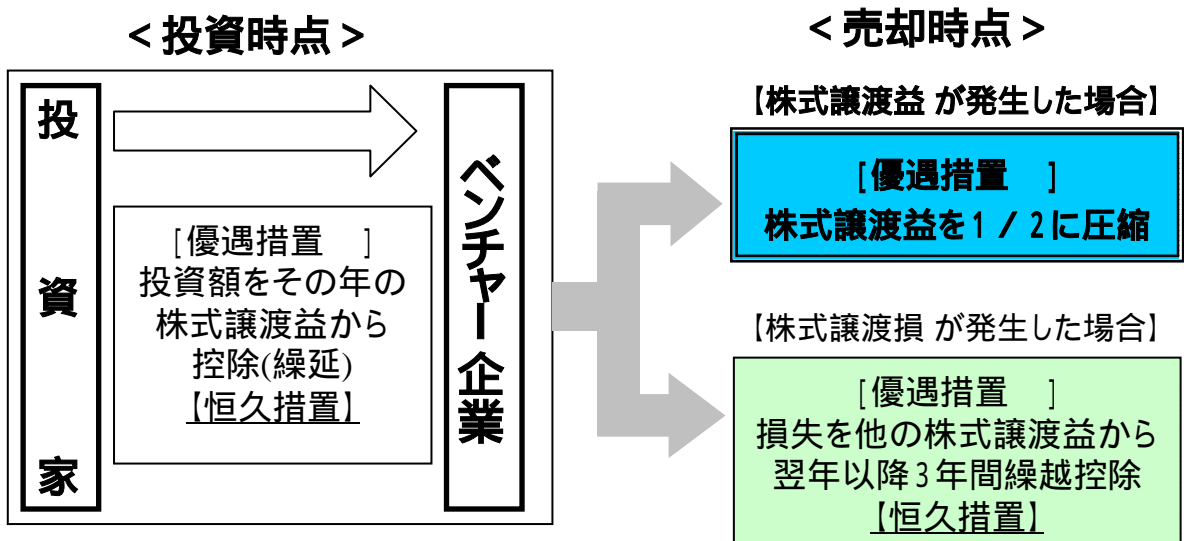 <投資時点>
投資家
[優遇措置　]
投資額をその年の
株式譲渡益から
控除(繰延)
【恒久措置】
ベンチャー企業
<売却時点>
【株式譲渡益 が発生した場合】
[優遇措置　]
株式譲渡益を1／2に圧縮
【株式譲渡損 が発生した場合】
[優遇措置　]
損失を他の株式譲渡益から
翌年以降3年間繰越控除
【恒久措置】